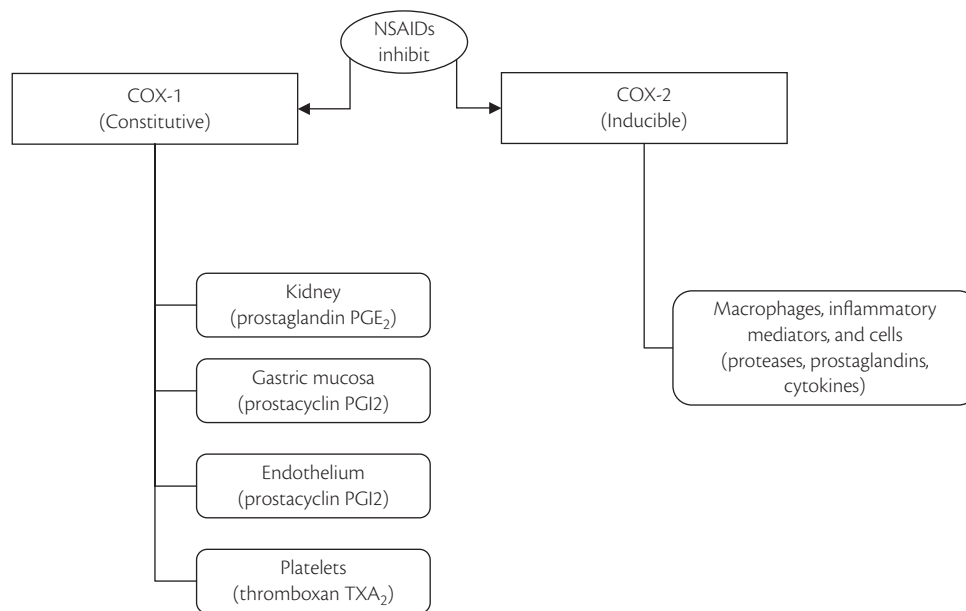 NSAIDs
inhibit
COX-1
(Constitutive)
COX-2
(Inducible)
Kidney
(prostaglandin PGE₂)
Gastric mucosa
(prostacyclin PGI2)
Endothelium
(prostacyclin PGI2)
Platelets
(thromboxan TXA₂)
Macrophages, inflammatory
mediators, and cells
(proteases, prostaglandins,
cytokines)